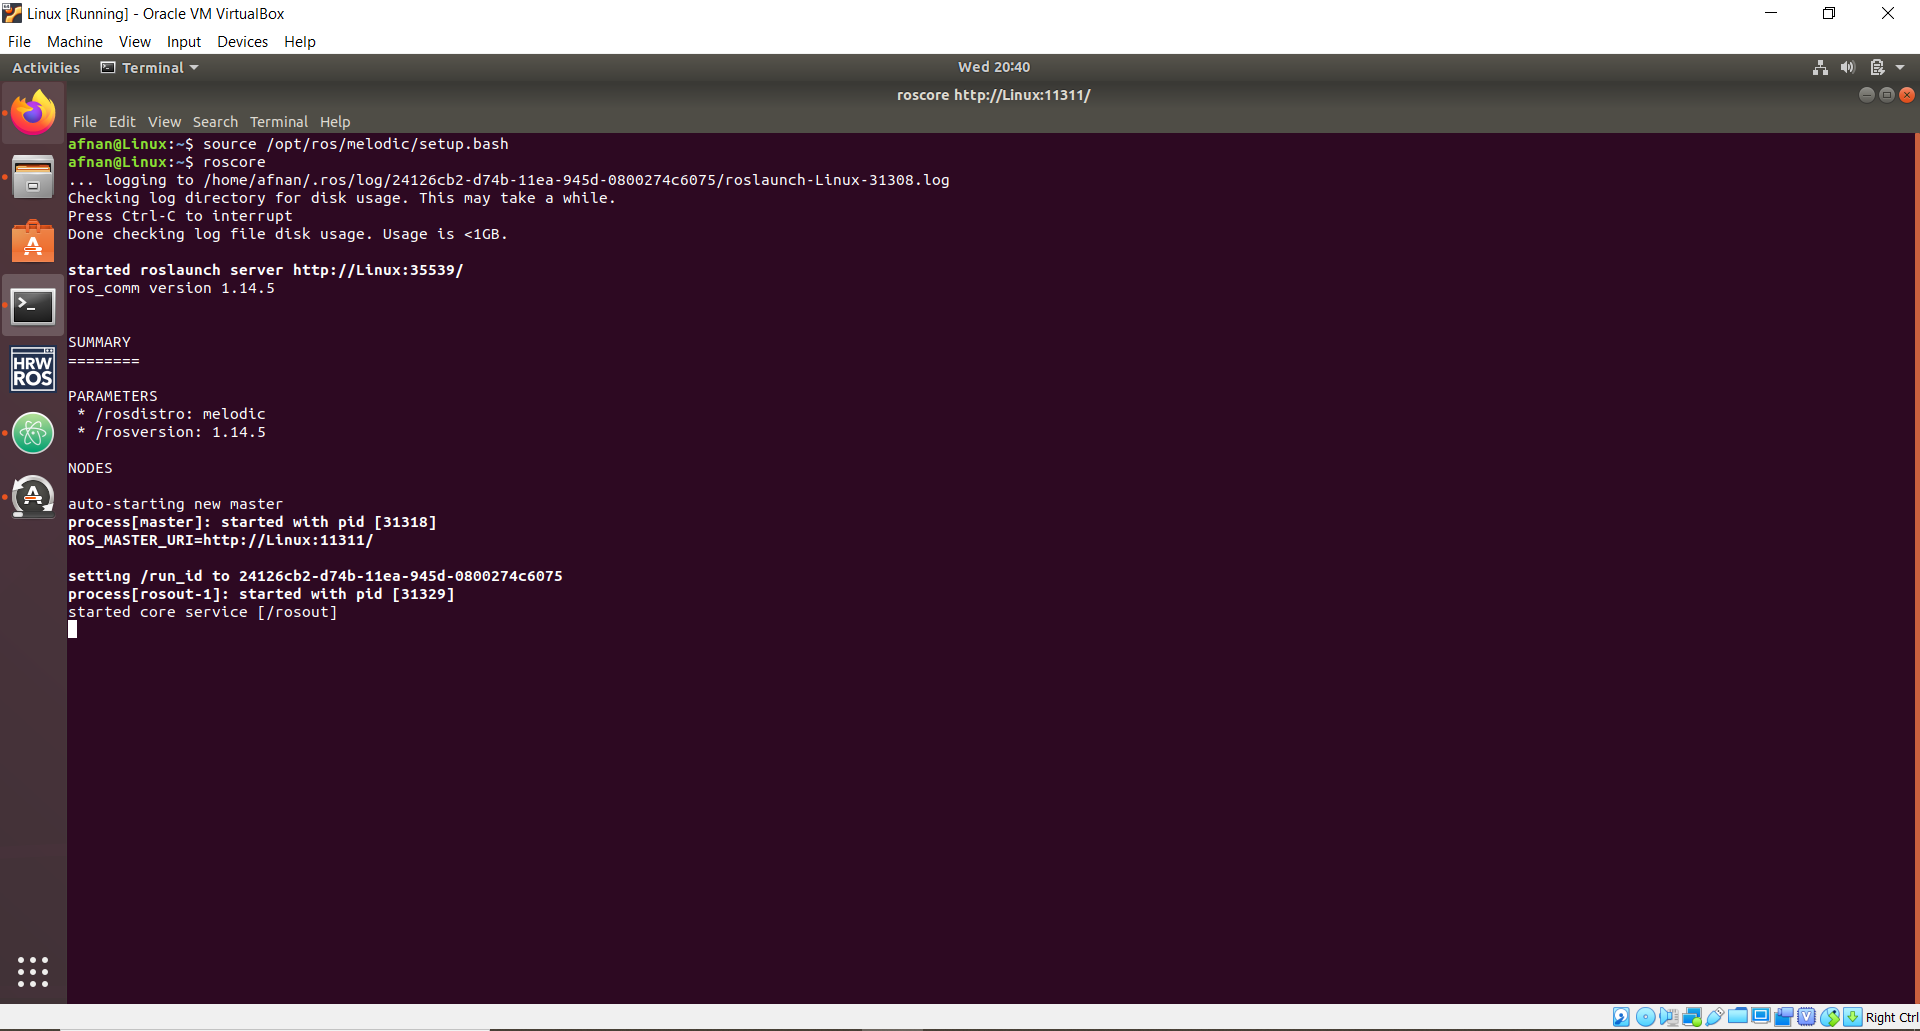 Linux [Running] - Oracle VM VirtualBox
File Machine View Input Devices Help
Activities Terminal Wed 20:40
roscore http://Linux:11311/
File Edit View Search Terminal Help
afnan@Linux:~$ source /opt/ros/melodic/setup.bash
afnan@Linux:~$ roscore
... logging to /home/afnan/.ros/log/24126cb2-d74b-11ea-945d-0800274c6075/roslaunch-Linux-31308.log
Checking log directory for disk usage. This may take a while.
Press Ctrl-C to interrupt
Done checking log file disk usage. Usage is <1GB.
started roslaunch server http://Linux:35539/
ros_comm version 1.14.5
SUMMARY
========
PARAMETERS
* /rosdistro: melodic
* /rosversion: 1.14.5
NODES
auto-starting new master
process[master]: started with pid [31318]
ROS_MASTER_URI=http://Linux:11311/
setting /run_id to 24126cb2-d74b-11ea-945d-0800274c6075
process[rosout-1]: started with pid [31329]
started core service [/rosout]
HRW
ROS
Right Ctrl